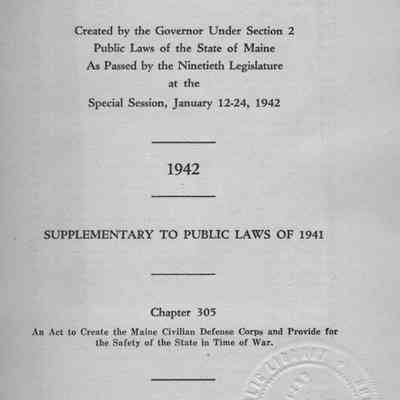 Created by the Governor Under Section 2
Public Laws of the State of Maine
As Passed by the Ninetieth Legislature
at the
Special Session, January 12-24, 1942
1942
SUPPLEMENTARY TO PUBLIC LAWS OF 1941
Chapter 305
An Act to Create the Maine Civilian Defense Corps and Provide for
the Safety of the State in Time of War.